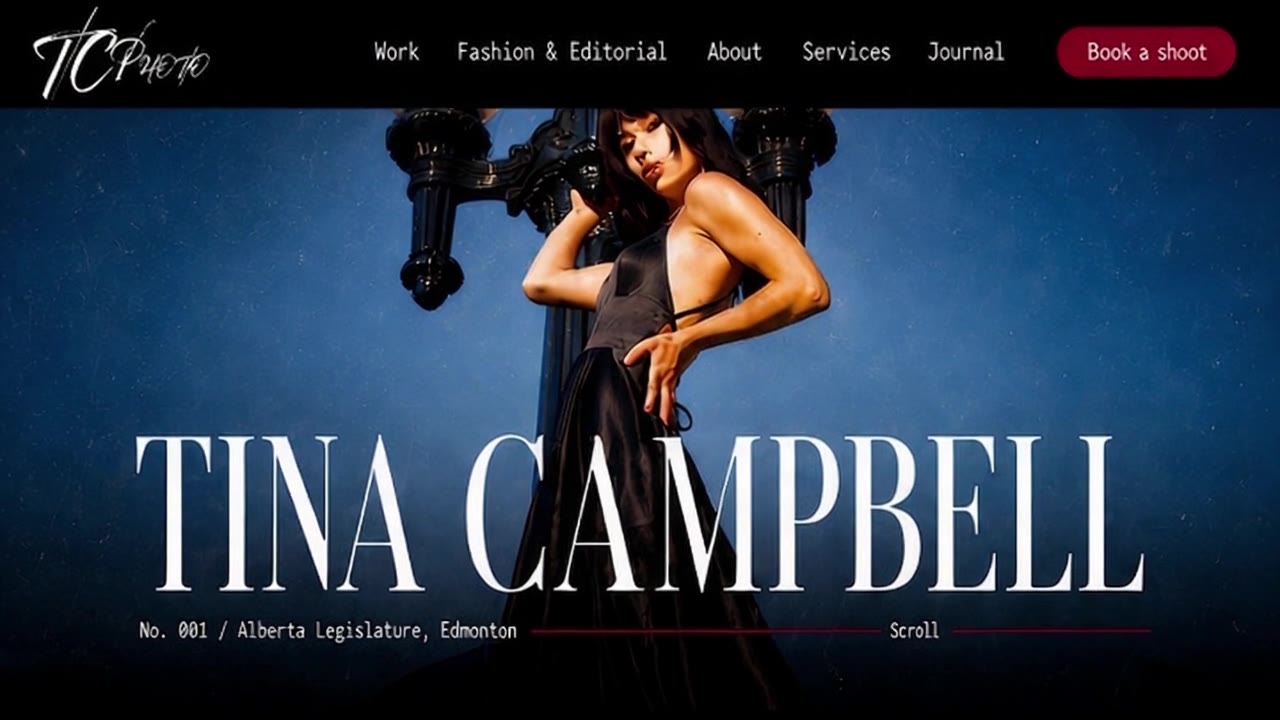 TCPHOTO
Work Fashion & Editorial About Services Journal Book a shoot
TINA CAMPBELL
No. 001 / Alberta Legislature, Edmonton Scroll